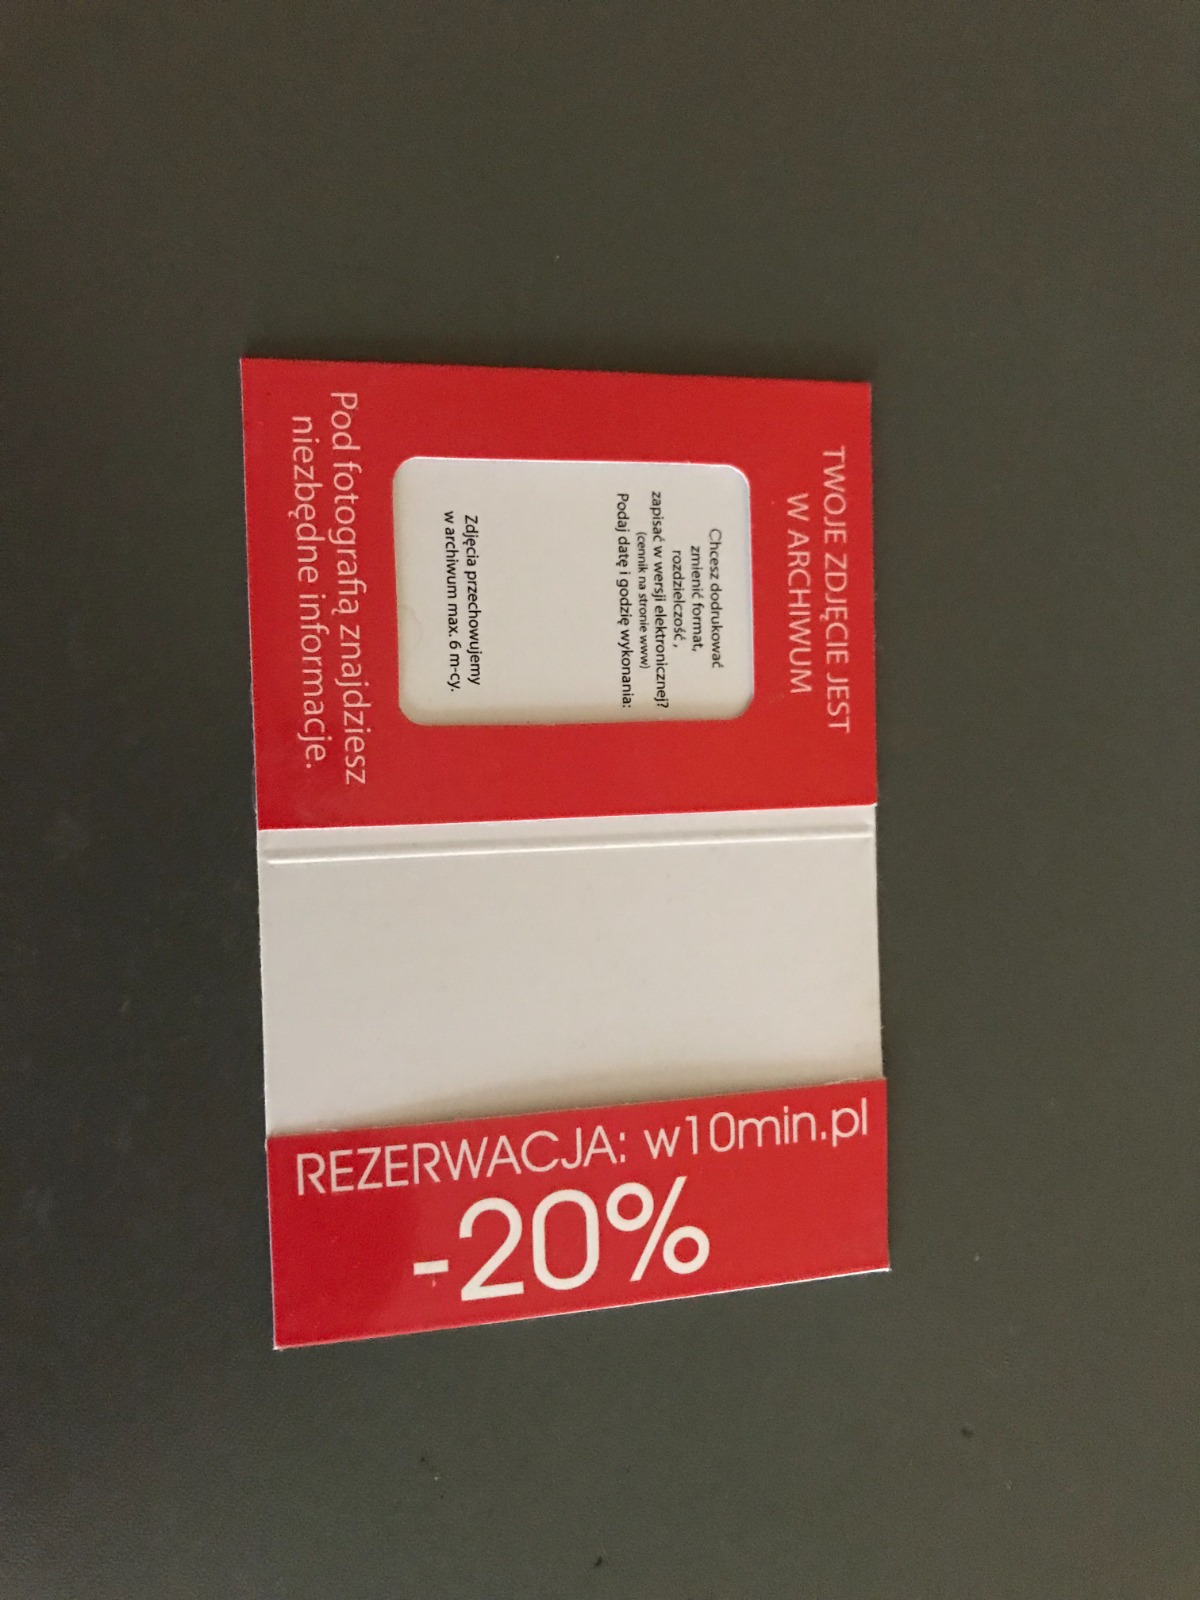 TWOJE ZDJĘCIE JEST
W ARCHIWUM
Chcesz dodrukować
zmienić format,
rozdzielczość ,
zapisać w wersji elektronicznej?
(cennik na stronie www)
Podaj datę i godzię wykonania:
Zdjęcia przechowujemy
w archiwum max. 6 m-cy.
Pod fotografią znajdziesz
niezbędne informacje.
REZERWACJA: w10min.pl
-20%